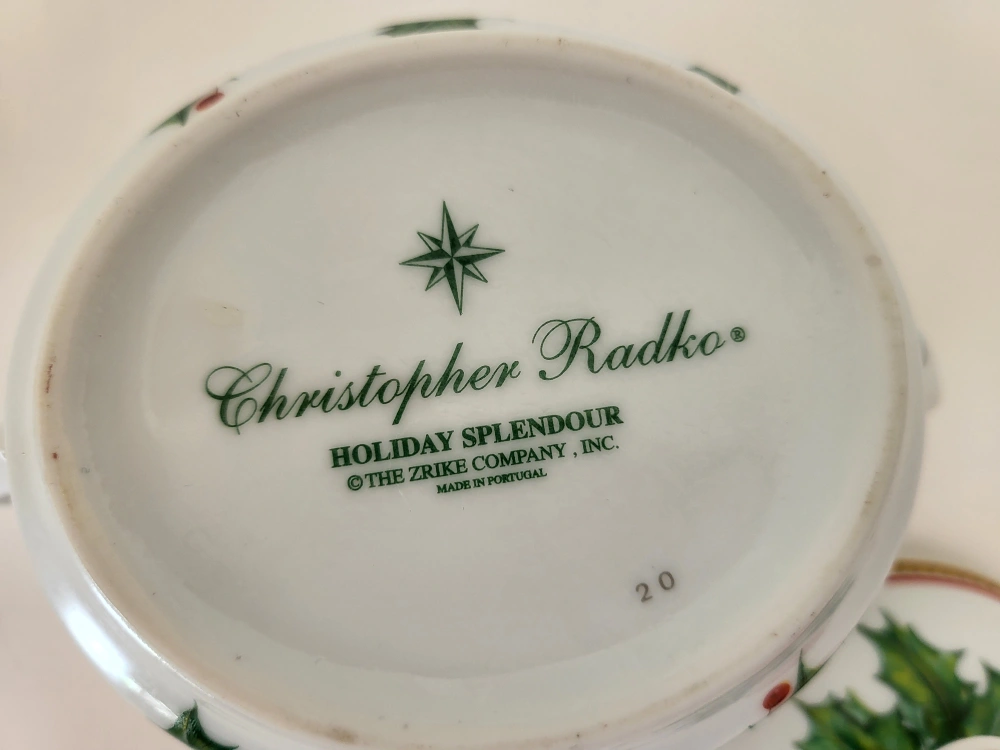 Christopher Radko®
HOLIDAY SPLENDOUR
©THE ZRIKE COMPANY , INC.
MADE IN PORTUGAL
20